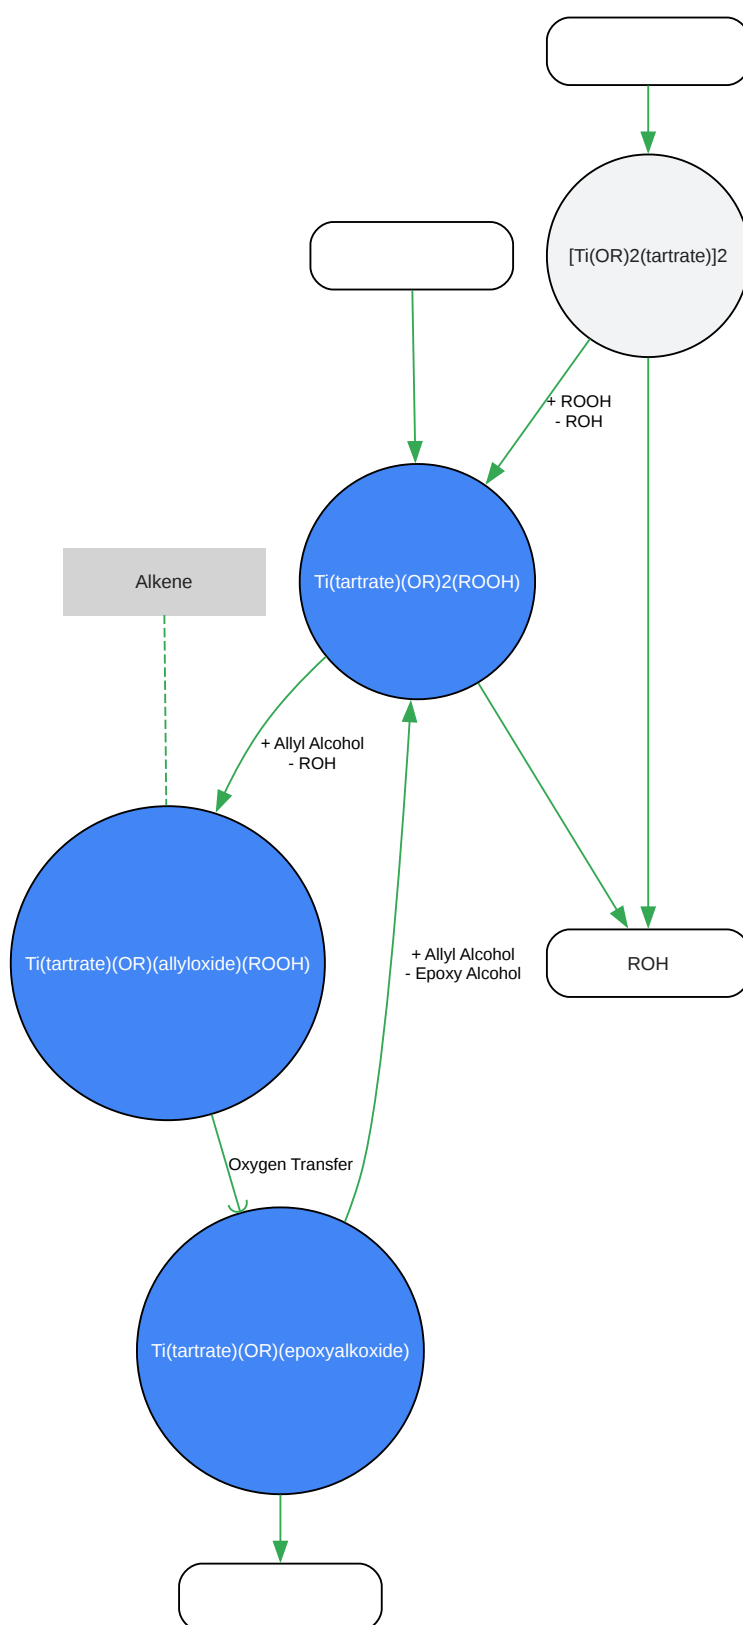 [Ti(OR)2(tartrate)]2
+ ROOH
- ROH
Ti(tartrate)(OR)2(ROOH)
Alkene
+ Allyl Alcohol
- ROH
Ti(tartrate)(OR)(allyloxide)(ROOH)
+ Allyl Alcohol
- Epoxy Alcohol
ROH
Oxygen Transfer
Ti(tartrate)(OR)(epoxyalkoxide)